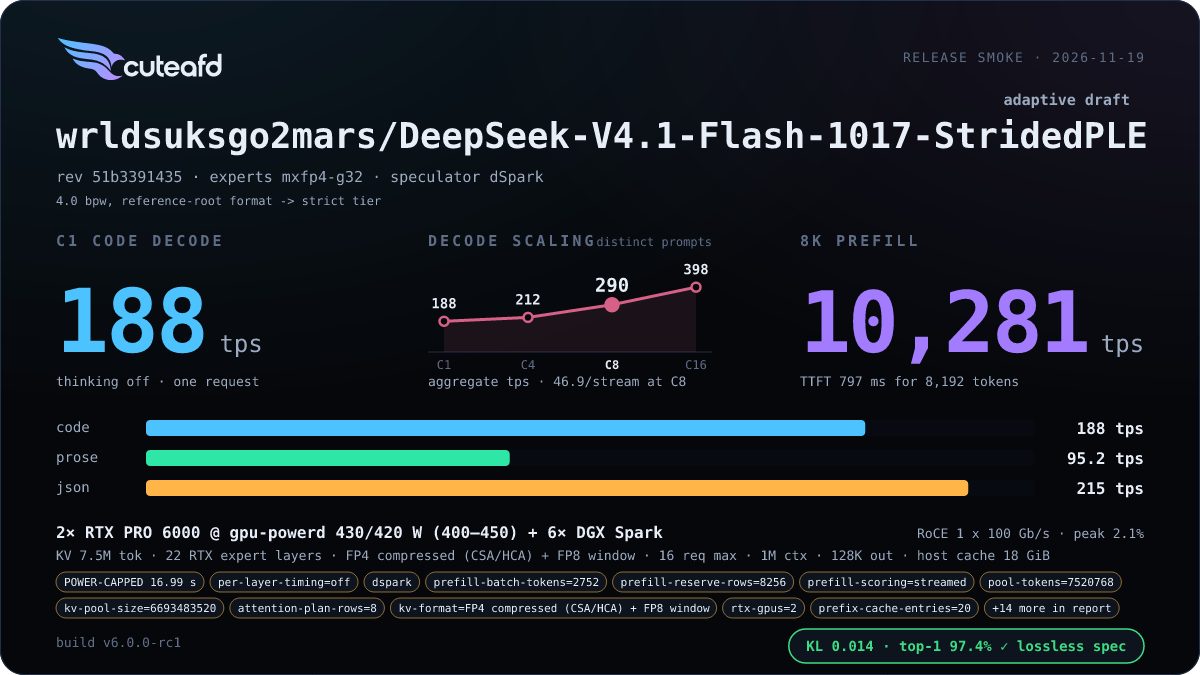 cuteafd
RELEASE SMOKE · 2026-11-19
adaptive draft
wrldsuksgo2mars/DeepSeek-V4.1-Flash-1017-StridedPLE
rev 51b3391435 · experts mxfp4-g32 · speculator dSpark
4.0 bpw, reference-root format -> strict tier
C1 CODE DECODE
188 tps
thinking off · one request
DECODE SCALING distinct prompts
188 212 290 398
C1 C4 C8 C16
aggregate tps · 46.9/stream at C8
8K PREFILL
10,281 tps
TTFT 797 ms for 8,192 tokens
code 188 tps
prose 95.2 tps
json 215 tps
2× RTX PRO 6000 @ gpu-powerd 430/420 W (400–450) + 6× DGX Spark
RoCE 1 x 100 Gb/s · peak 2.1%
KV 7.5M tok · 22 RTX expert layers · FP4 compressed (CSA/HCA) + FP8 window · 16 req max · 1M ctx · 128K out · host cache 18 GiB
POWER-CAPPED 16.99 s per-layer-timing=off dspark prefill-batch-tokens=2752 prefill-reserve-rows=8256 prefill-scoring=streamed pool-tokens=7520768
kv-pool-size=6693483520 attention-plan-rows=8 kv-format=FP4 compressed (CSA/HCA) + FP8 window rtx-gpus=2 prefix-cache-entries=20 +14 more in report
build v6.0.0-rc1
KL 0.014 · top-1 97.4% ✓ lossless spec